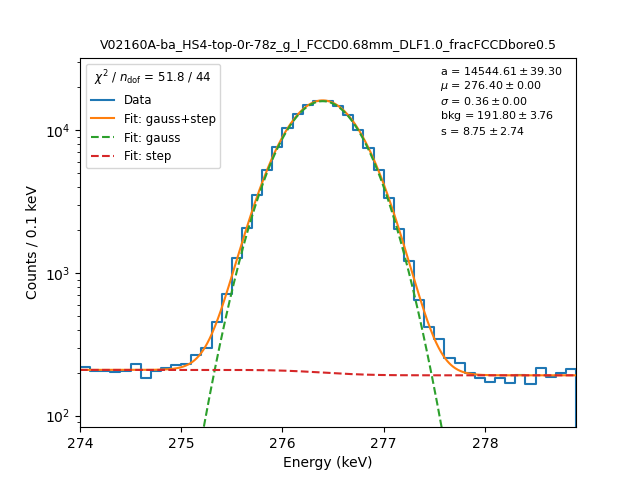 V02160A-ba_HS4-top-0r-78z_g_l_FCCD0.68mm_DLF1.0_fracFCCDbore0.5
χ² / n_dof = 51.8 / 44
Data
Fit: gauss+step
Fit: gauss
Fit: step
a = 14544.61 ± 39.30
μ = 276.40 ± 0.00
σ = 0.36 ± 0.00
bkg = 191.80 ± 3.76
s = 8.75 ± 2.74
Counts / 0.1 keV
10⁴
10³
10²
274 275 276 277 278
Energy (keV)